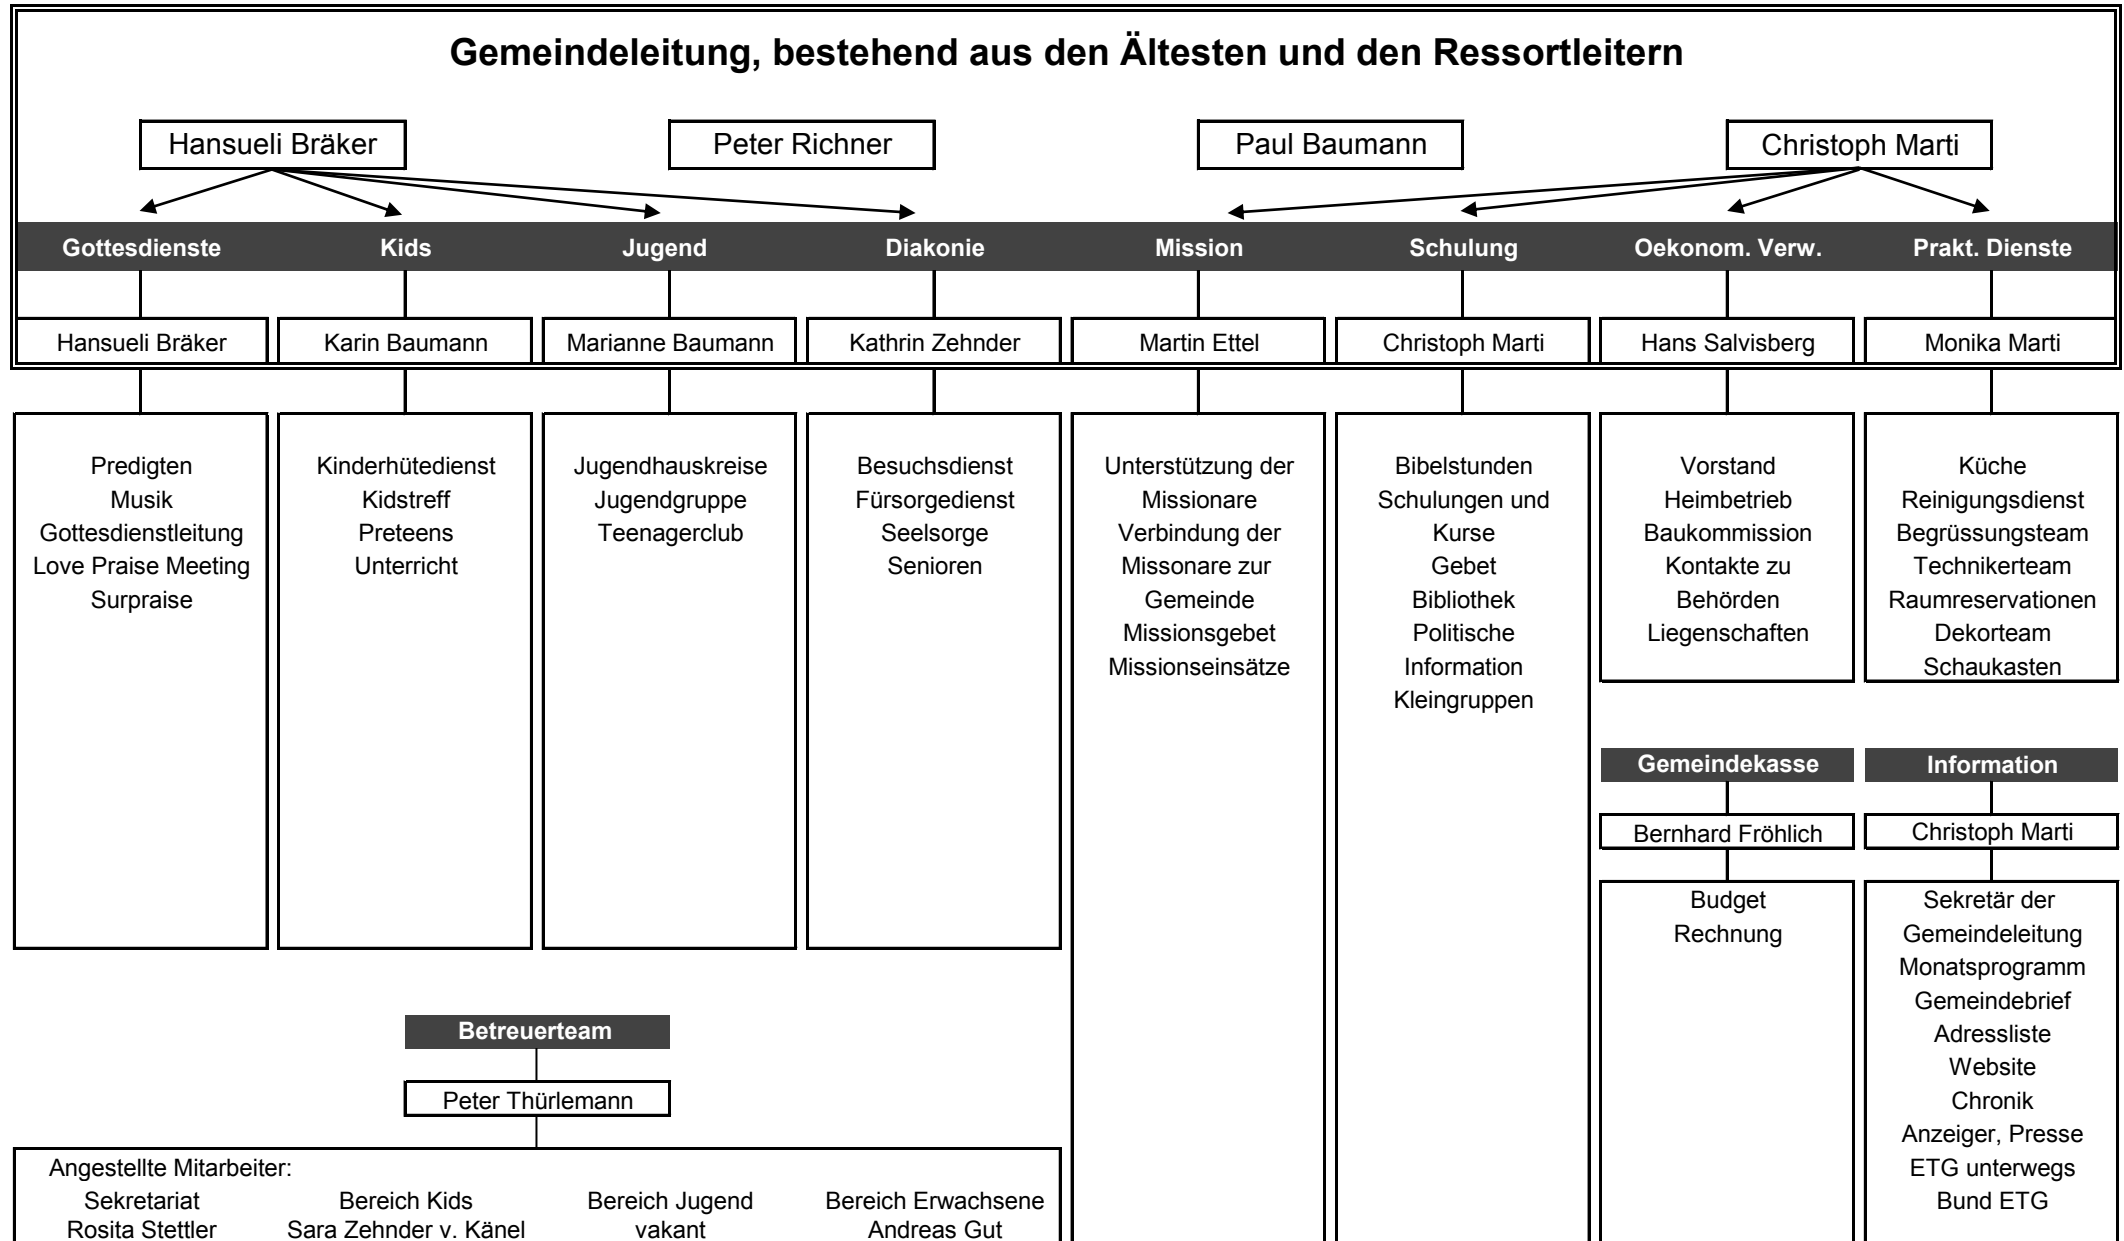 Gemeindeleitung, bestehend aus den Ältesten und den Ressortleitern
Hansueli Bräker
Peter Richner
Paul Baumann
Christoph Marti
Gottesdienste
Kids
Jugend
Diakonie
Mission
Schulung
Oekonom. Verw.
Prakt. Dienste
Hansueli Bräker
Karin Baumann
Marianne Baumann
Kathrin Zehnder
Martin Ettel
Christoph Marti
Hans Salvisberg
Monika Marti
Predigten
Musik
Gottesdienstleitung
Love Praise Meeting
Surpraise
Kinderhütedienst
Kidstreff
Preteens
Unterricht
Jugendhauskreise
Jugendgruppe
Teenagerclub
Besuchsdienst
Fürsorgedienst
Seelsorge
Senioren
Unterstützung der
Missionare
Verbindung der
Missonare zur
Gemeinde
Missionsgebet
Missionseinsätze
Bibelstunden
Schulungen und
Kurse
Gebet
Bibliothek
Politische
Information
Kleingruppen
Vorstand
Heimbetrieb
Baukommission
Kontakte zu
Behörden
Liegenschaften
Küche
Reinigungsdienst
Begrüssungsteam
Technikerteam
Raumreservationen
Dekorteam
Schaukasten
Gemeindekasse
Bernhard Fröhlich
Budget
Rechnung
Information
Christoph Marti
Sekretär der
Gemeindeleitung
Monatsprogramm
Gemeindebrief
Adressliste
Website
Chronik
Anzeiger, Presse
ETG unterwegs
Bund ETG
Betreuerteam
Peter Thürlemann
Angestellte Mitarbeiter:
Sekretariat
Rosita Stettler
Bereich Kids
Sara Zehnder v. Känel
Bereich Jugend
vakant
Bereich Erwachsene
Andreas Gut